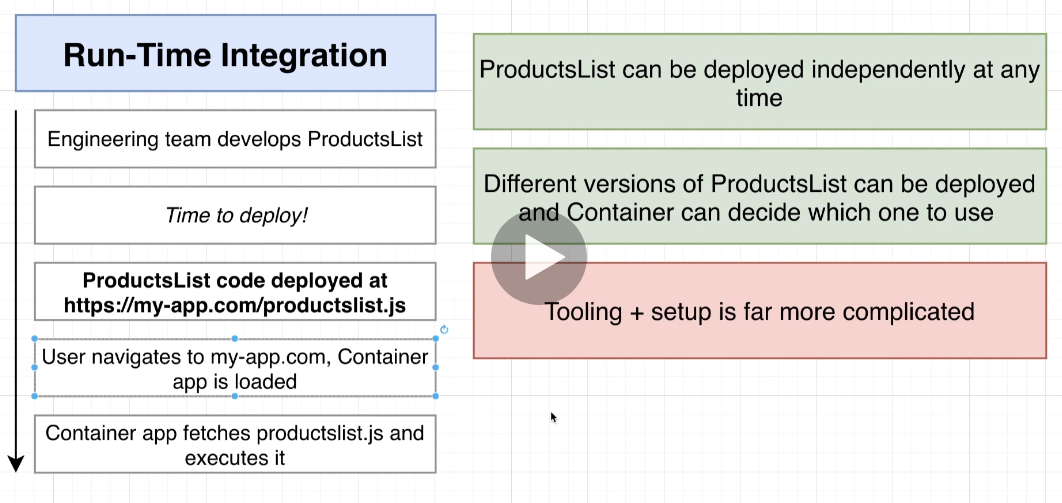 Run-Time Integration
Engineering team develops ProductsList
Time to deploy!
ProductsList code deployed at
https://my-app.com/productslist.js
User navigates to my-app.com, Container
app is loaded
Container app fetches productslist.js and
executes it
ProductsList can be deployed independently at any
time
Different versions of ProductsList can be deployed
and Container can decide which one to use
Tooling + setup is far more complicated